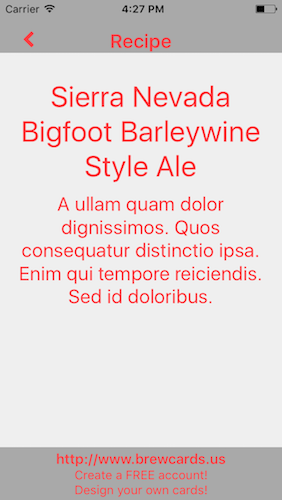 Carrier 4:27 PM
Recipe
Sierra Nevada
Bigfoot Barleywine
Style Ale
A ullam quam dolor
dignissimos. Quos
consequatur distinctio ipsa.
Enim qui tempore reiciendis.
Sed id doloribus.
http://www.brewcards.us
Create a FREE account!
Design your own cards!